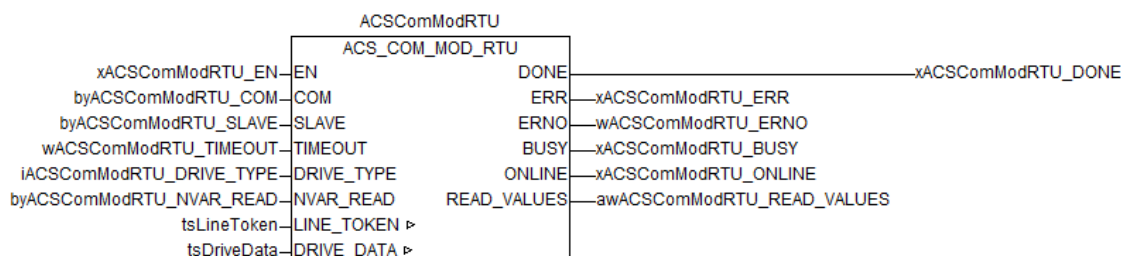 ACSComModRTU
ACS_COM_MOD_RTU
xACSComModRTU_EN EN DONE xACSComModRTU_DONE
byACSComModRTU_COM COM ERR xACSComModRTU_ERR
byACSComModRTU_SLAVE SLAVE ERNO wACSComModRTU_ERNO
wACSComModRTU_TIMEOUT TIMEOUT BUSY xACSComModRTU_BUSY
iACSComModRTU_DRIVE_TYPE DRIVE_TYPE ONLINE xACSComModRTU_ONLINE
byACSComModRTU_NVAR_READ NVAR_READ READ_VALUES awACSComModRTU_READ_VALUES
tsLineToken LINE_TOKEN ▹
tsDriveData DRIVE_DATA ▹